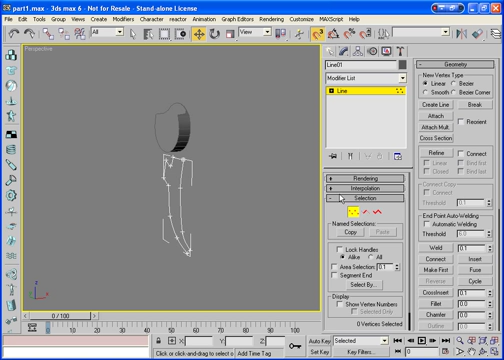 part1.max - 3ds max 6 - Not for Resale - Stand-alone License
File Edit Tools Group Views Create Modifiers Character reactor Animation Graph Editors Rendering Customize MAXScript Help
All
View
Perspective
Line01
Modifier List
Line
Rendering
Interpolation
Selection
Named Selections:
Copy Paste
Lock Handles
Alike All
Area Selection: 0.1
Segment End
Select By...
Display
Show Vertex Numbers
Selected Only
0 Vertices Selected
Geometry
New Vertex Type
Linear Bezier
Smooth Bezier Corner
Create Line Break
Attach Reorient
Attach Mult.
Cross Section
Refine Connect
Linear Bind first
Closed Bind last
Connect Copy
Connect
Threshold 0.1
End Point Auto-Welding
Automatic Welding
Threshold 6.0
Weld 0.1
Connect Insert
Make First Fuse
Reverse Cycle
CrossInsert 0.1
Fillet 0.0
Chamfer 0.0
Outline 0.0
0 / 100
0 10 20 30 40 50 60 70 80 90 100
X: Y: Z:
Click or click-and-drag to select o Add Time Tag
Auto Key Selected
Set Key Key Filters... 0